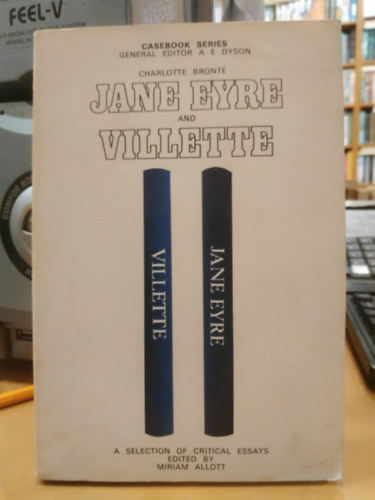 FEEL-V
CASEBOOK SERIES
GENERAL EDITOR A E DYSON
CHARLOTTE BRONTE
JANE EYRE
AND
VILLETTE
VILLETTE
JANE EYRE
A SELECTION OF CRITICAL ESSAYS
EDITED BY
MIRIAM ALLOTT